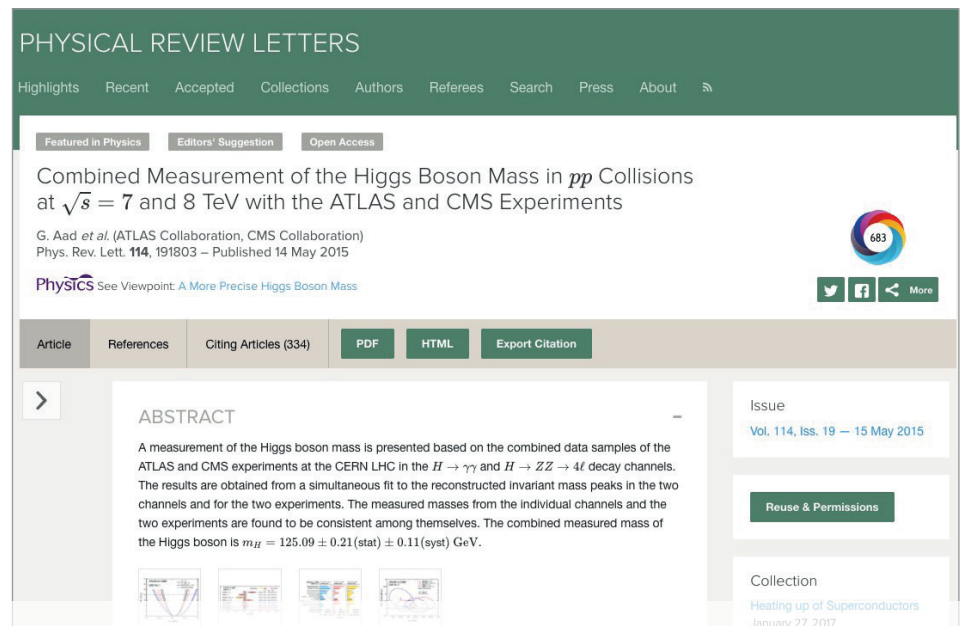 PHYSICAL REVIEW LETTERS
Highlights Recent Accepted Collections Authors Referees Search Press About
Featured in Physics Editors' Suggestion Open Access
Combined Measurement of the Higgs Boson Mass in pp Collisions
at √s = 7 and 8 TeV with the ATLAS and CMS Experiments
G. Aad et al. (ATLAS Collaboration, CMS Collaboration)
Phys. Rev. Lett. 114, 191803 – Published 14 May 2015
683
Physics See Viewpoint: A More Precise Higgs Boson Mass
More
Article References Citing Articles (334) PDF HTML Export Citation
ABSTRACT
A measurement of the Higgs boson mass is presented based on the combined data samples of the
ATLAS and CMS experiments at the CERN LHC in the H → γγ and H → ZZ → 4ℓ decay channels.
The results are obtained from a simultaneous fit to the reconstructed invariant mass peaks in the two
channels and for the two experiments. The measured masses from the individual channels and the
two experiments are found to be consistent among themselves. The combined measured mass of
the Higgs boson is m_H = 125.09 ± 0.21(stat) ± 0.11(syst) GeV.
Issue
Vol. 114, Iss. 19 — 15 May 2015
Reuse & Permissions
Collection
Heating up of Superconductors
January 27, 2017